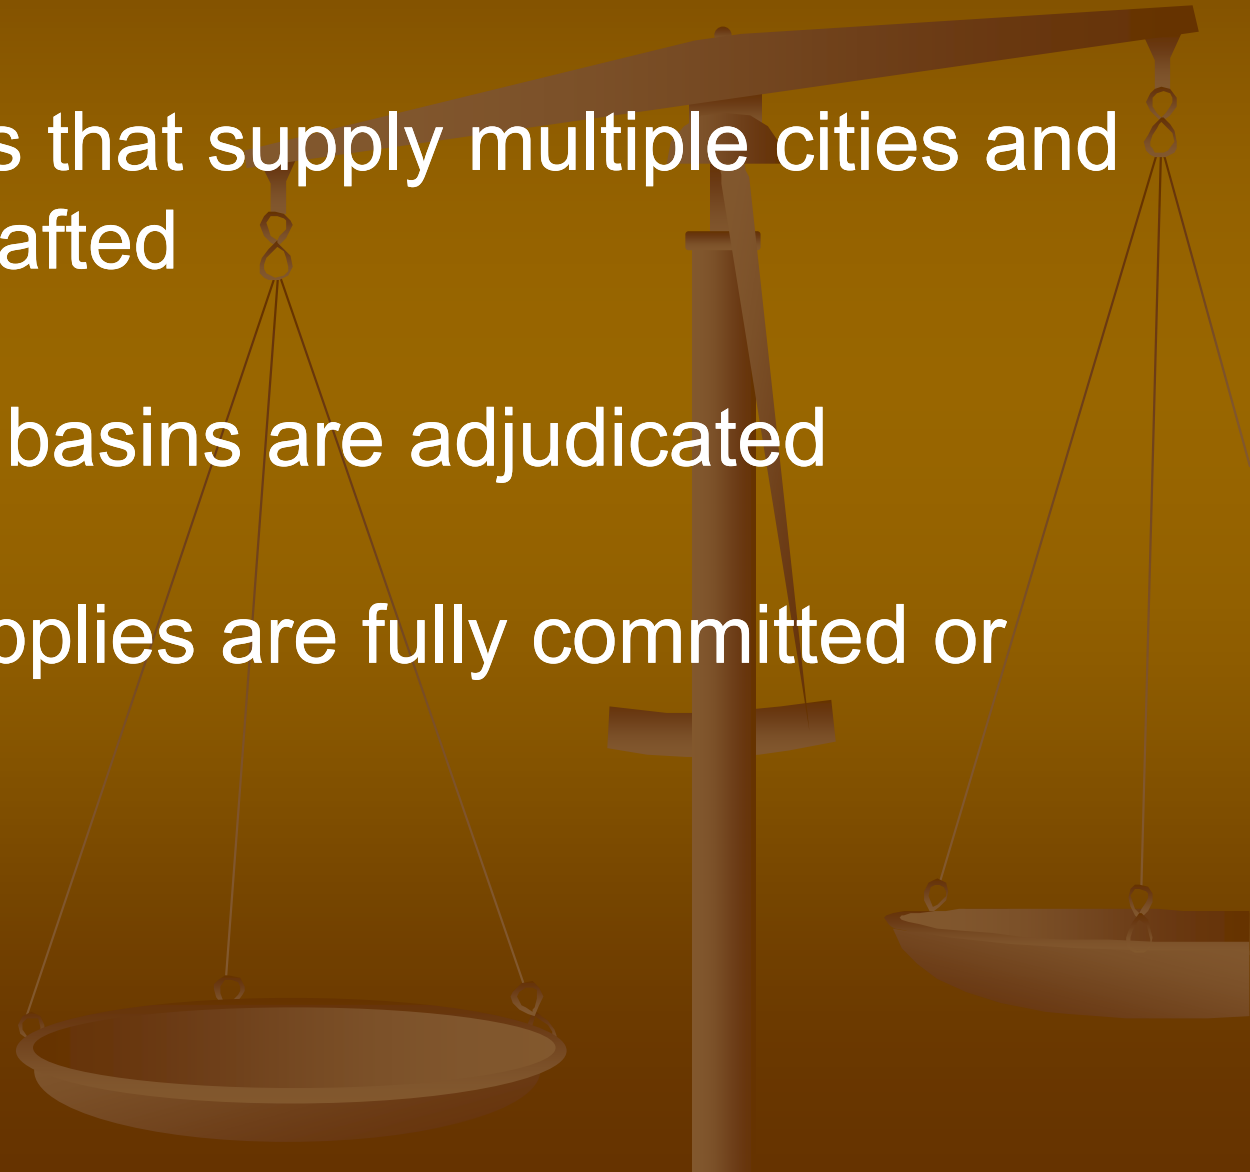 s that supply multiple cities and
afted
basins are adjudicated
pplies are fully committed or